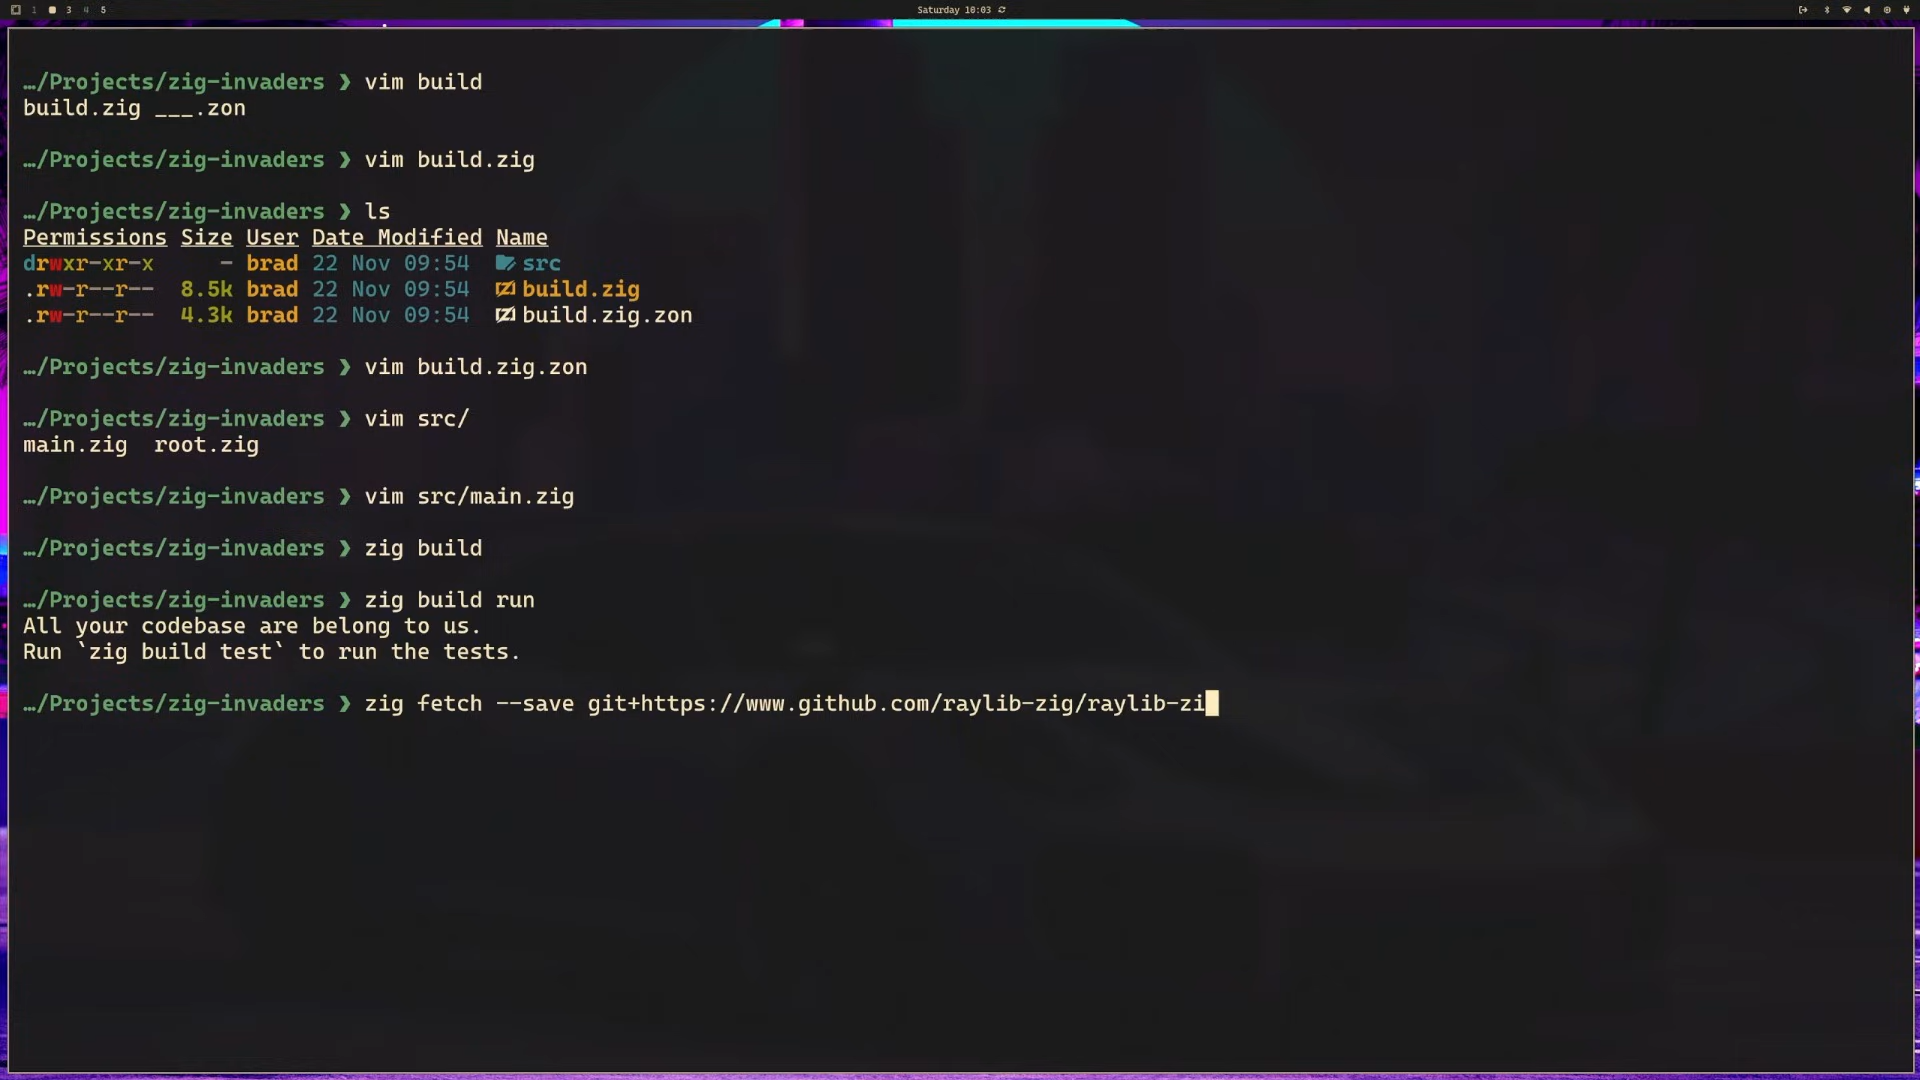 1 3 4 5 Saturday 10:03
…/Projects/zig-invaders ❯ vim build
build.zig ___.zon
…/Projects/zig-invaders ❯ vim build.zig
…/Projects/zig-invaders ❯ ls
Permissions Size User Date Modified Name
drwxr-xr-x - brad 22 Nov 09:54 src
.rw-r--r-- 8.5k brad 22 Nov 09:54 build.zig
.rw-r--r-- 4.3k brad 22 Nov 09:54 build.zig.zon
…/Projects/zig-invaders ❯ vim build.zig.zon
…/Projects/zig-invaders ❯ vim src/
main.zig  root.zig
…/Projects/zig-invaders ❯ vim src/main.zig
…/Projects/zig-invaders ❯ zig build
…/Projects/zig-invaders ❯ zig build run
All your codebase are belong to us.
Run `zig build test` to run the tests.
…/Projects/zig-invaders ❯ zig fetch --save git+https://www.github.com/raylib-zig/raylib-zi